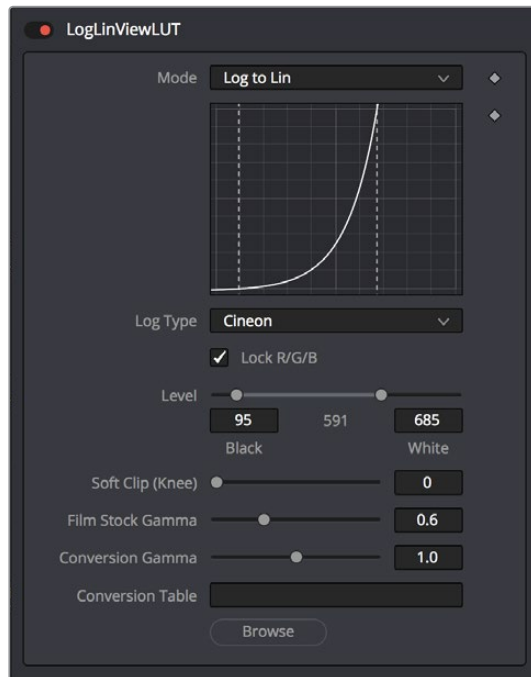 LogLinViewLUT
Mode Log to Lin
Log Type Cineon
Lock R/G/B
Level
95 591 685
Black White
Soft Clip (Knee) 0
Film Stock Gamma 0.6
Conversion Gamma 1.0
Conversion Table
Browse